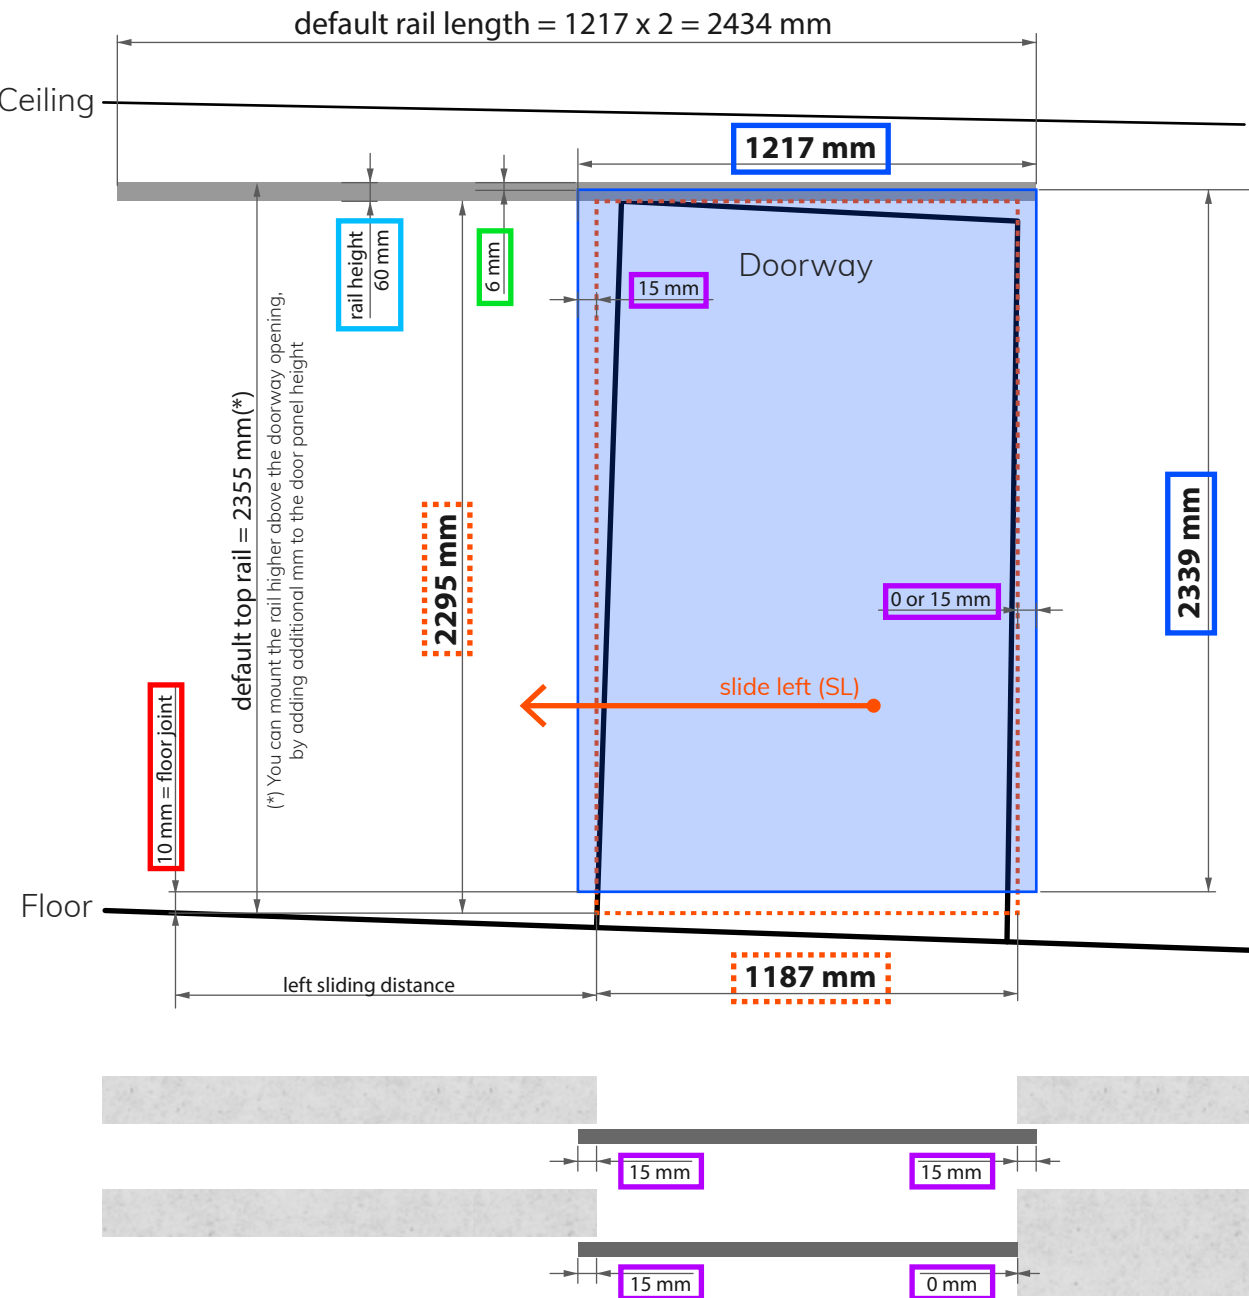 default rail length = 1217 x 2 = 2434 mm
Ceiling
1217 mm
rail height
60 mm
6 mm
15 mm
Doorway
default top rail = 2355 mm(*)
(*) You can mount the rail higher above the doorway opening,
by adding additional mm to the door panel height
2295 mm
2339 mm
0 or 15 mm
slide left (SL)
10 mm = floor joint
Floor
left sliding distance
1187 mm
15 mm
15 mm
15 mm
0 mm